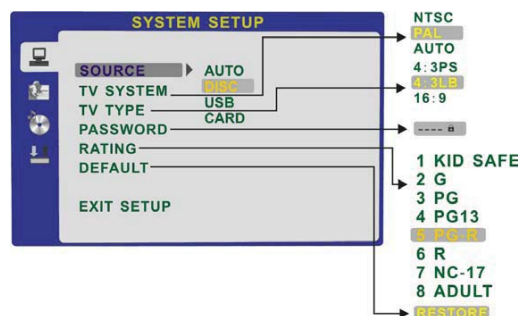 SYSTEM SETUP
SOURCE
TV SYSTEM
TV TYPE
PASSWORD
RATING
DEFAULT
EXIT SETUP
AUTO
DISC
USB
CARD
NTSC
PAL
AUTO
4:3PS
4:3LB
16:9
----
1 KID SAFE
2 G
3 PG
4 PG13
5 PG-R
6 R
7 NC-17
8 ADULT
RESTORE